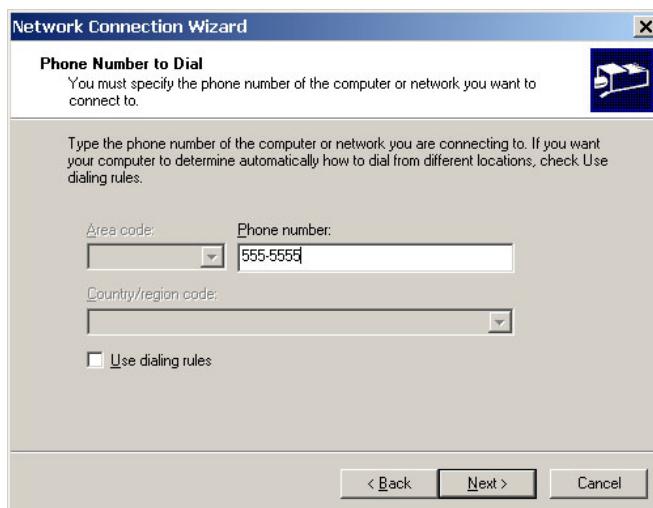 Network Connection Wizard
Phone Number to Dial
You must specify the phone number of the computer or network you want to
connect to.
Type the phone number of the computer or network you are connecting to. If you want
your computer to determine automatically how to dial from different locations, check Use
dialing rules.
Area code:
Phone number:
555-5555
Country/region code:
Use dialing rules
< Back
Next >
Cancel